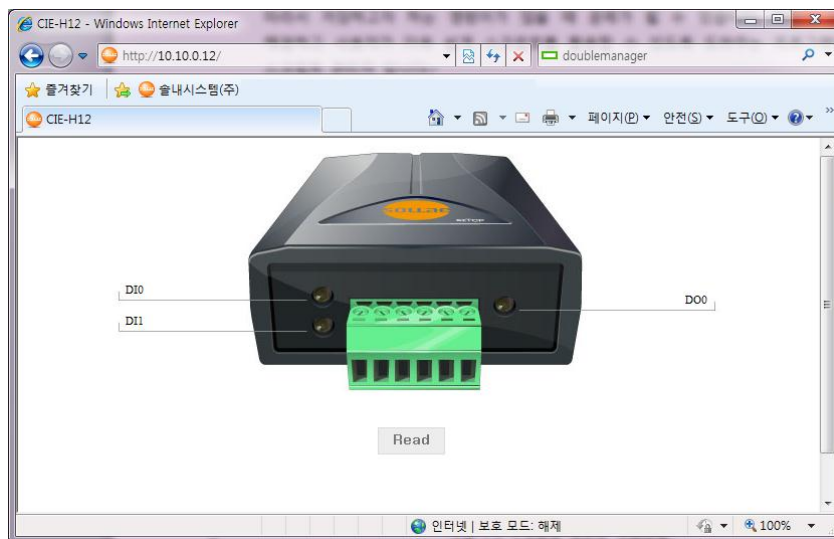 CIE-H12 - Windows Internet Explorer
http://10.10.0.12/
doublemanager
즐겨찾기
솔내시스템(주)
CIE-H12
페이지(P)
안전(S)
도구(O)
»
SOLLAE
SETUP
DI0
DI1
DO0
Read
인터넷 | 보호 모드: 해제
100%